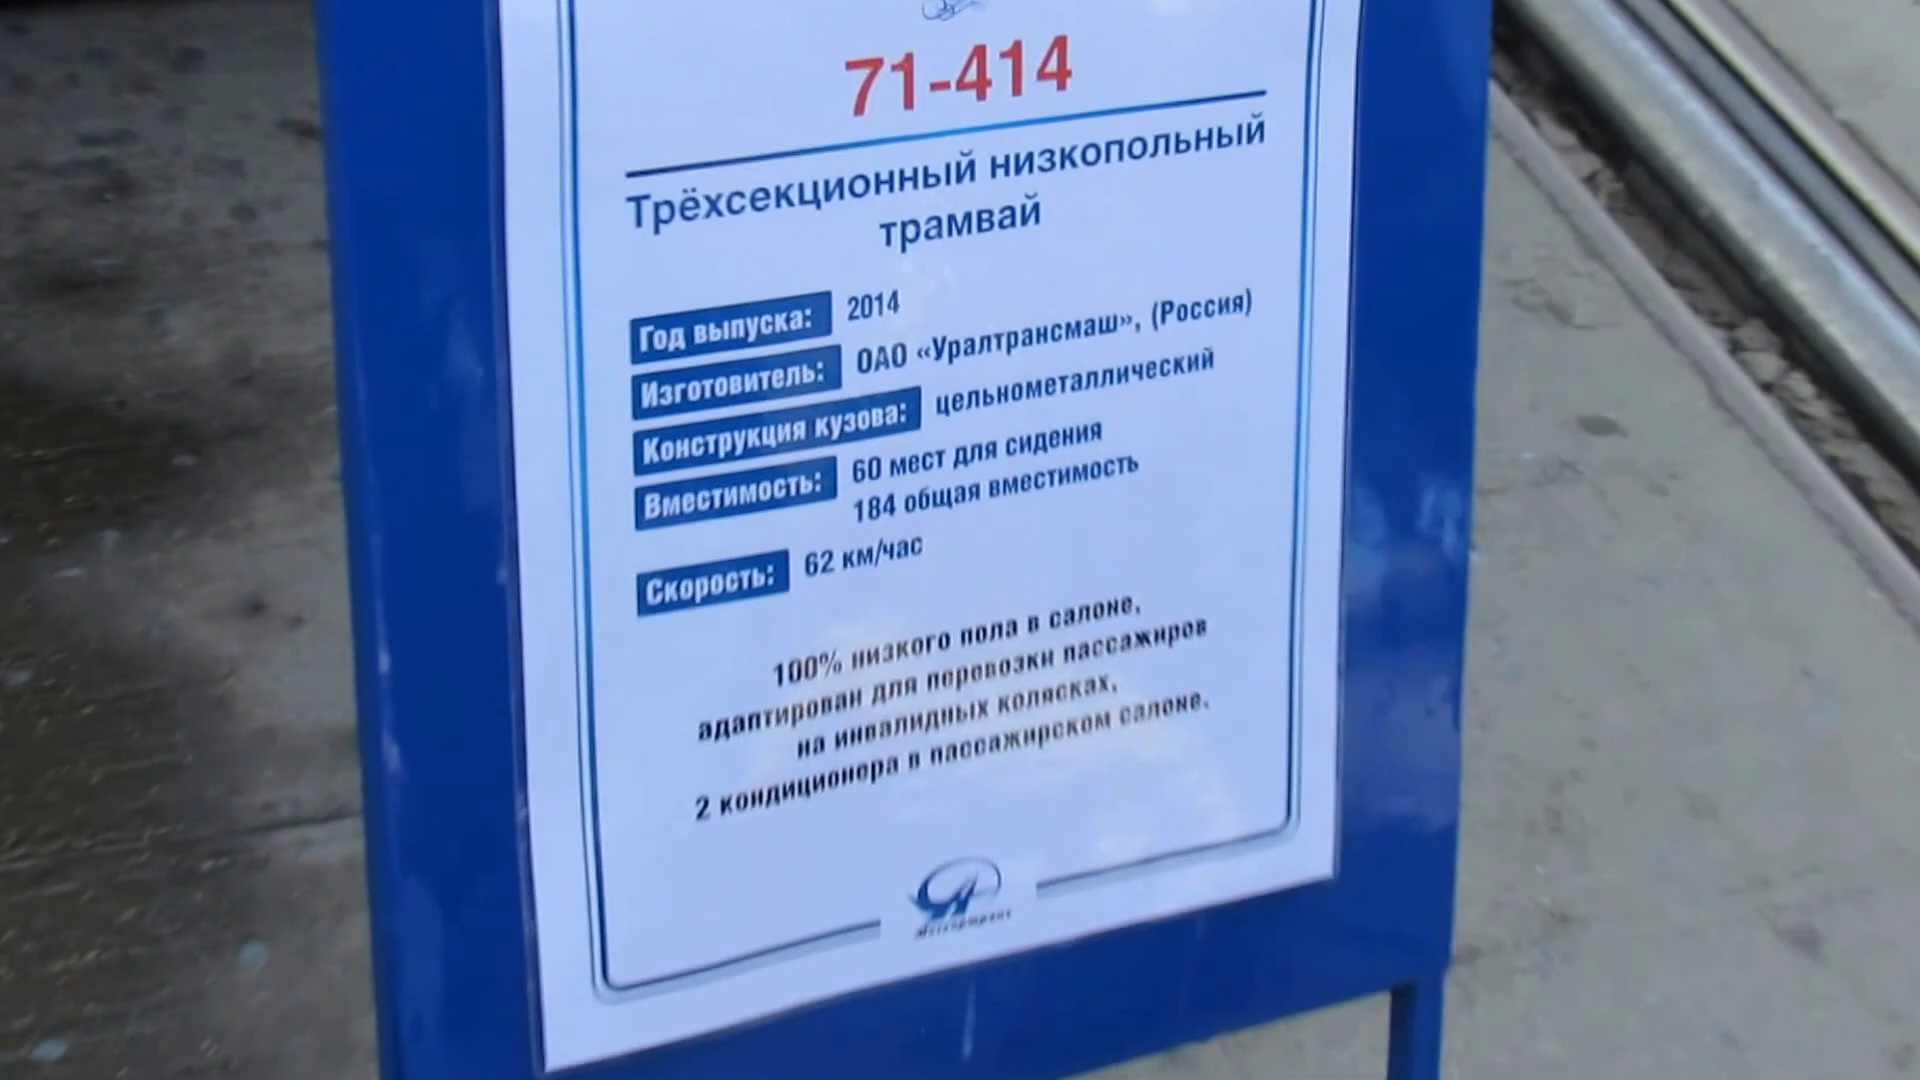 71-414
Трёхсекционный низкопольный
трамвай
Год выпуска: 2014
Изготовитель: ОАО «Уралтрансмаш», (Россия)
Конструкция кузова: цельнометаллический
Вместимость: 60 мест для сидения
184 общая вместимость
Скорость: 62 км/час
100% низкого пола в салоне,
адаптирован для перевозки пассажиров
на инвалидных колясках,
2 кондиционера в пассажирском салоне.
Мосгортранс